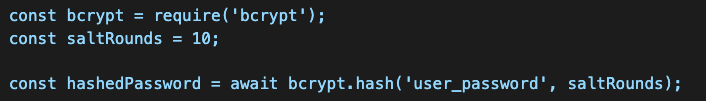 const bcrypt = require('bcrypt');
const saltRounds = 10;
const hashedPassword = await bcrypt.hash('user_password', saltRounds);